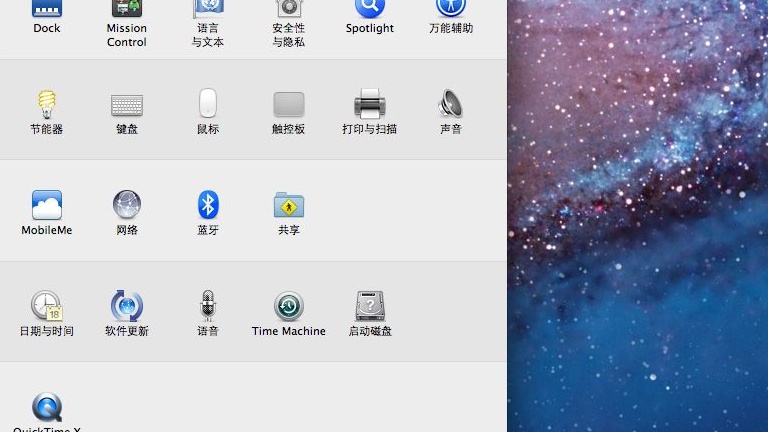 Dock
Mission
Control
语言
与文本
安全性
与隐私
Spotlight
万能辅助
节能器
键盘
鼠标
触控板
打印与扫描
声音
MobileMe
网络
蓝牙
共享
日期与时间
18
软件更新
语音
Time Machine
?
启动磁盘
QuickTime X